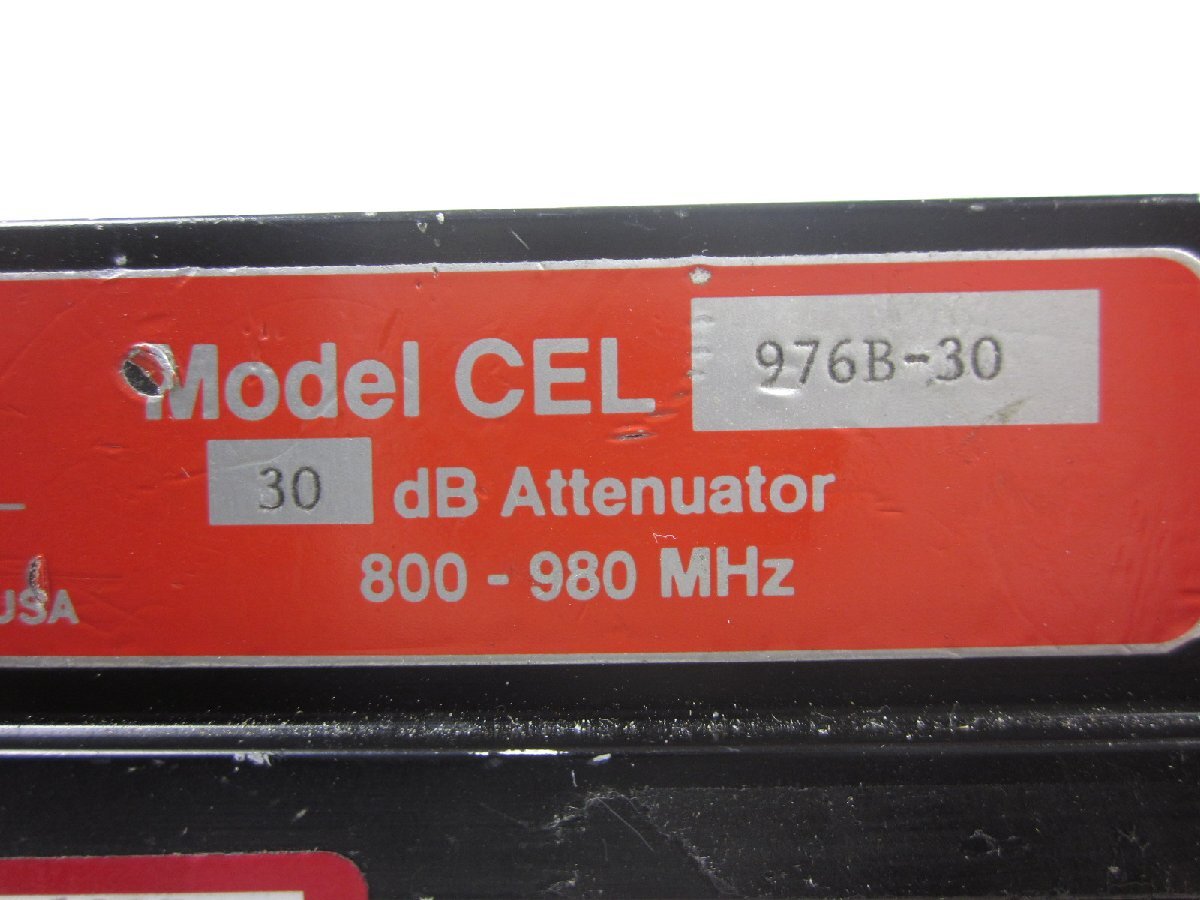 Model CEL 976B-30
30 dB Attenuator
800 - 980 MHz
USA